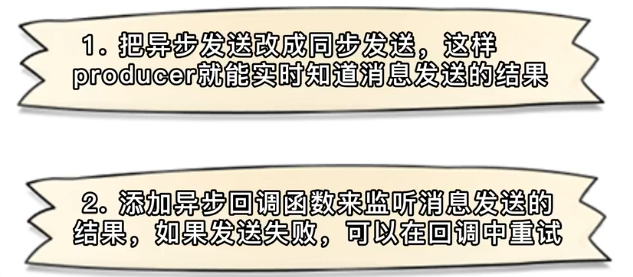 1. 把异步发送改成同步发送，这样
producer就能实时知道消息发送的结果
2. 添加异步回调函数来监听消息发送的
结果，如果发送失败，可以在回调中重试